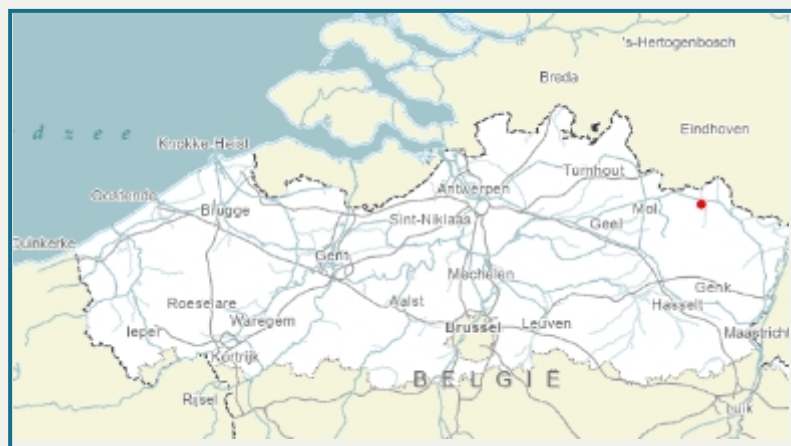 's-Hertogenbosch
Breda
d z e e
Eindhoven
Knokke-Heist
Turnhout
Oostende
Antwerpen
Mol
Brugge
Sint-Niklaas
Geel
Duinkerke
Gent
Mechelen
Genk
Roeselare
Aalst
Hasselt
Ieper
Waregem
Brussel
Leuven
Maastricht
Kortrijk
BELGIË
Rijsel
Luik